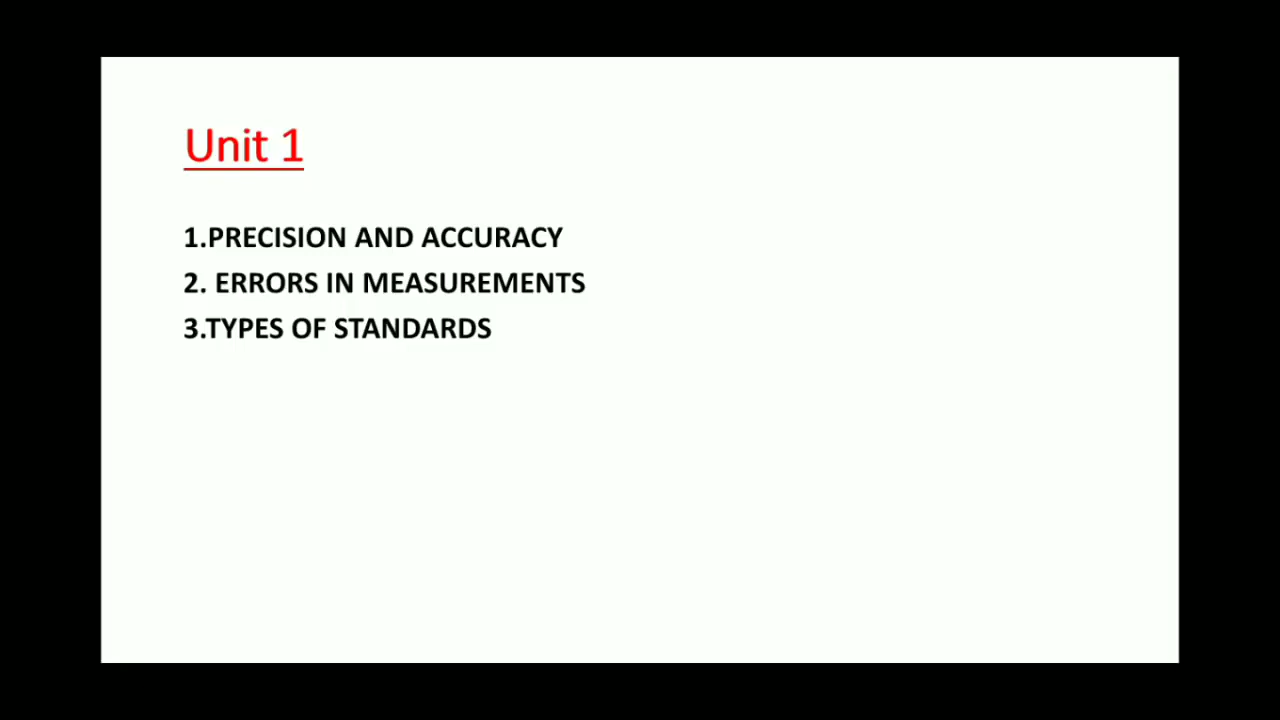 Unit 1
1.PRECISION AND ACCURACY
2. ERRORS IN MEASUREMENTS
3.TYPES OF STANDARDS